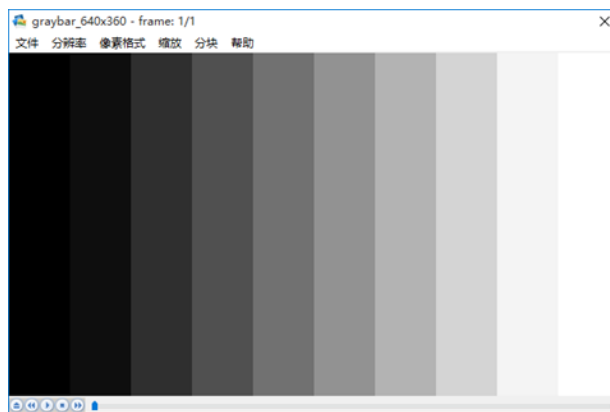 graybar_640x360 - frame: 1/1
文件 分辨率 像素格式 缩放 分块 帮助